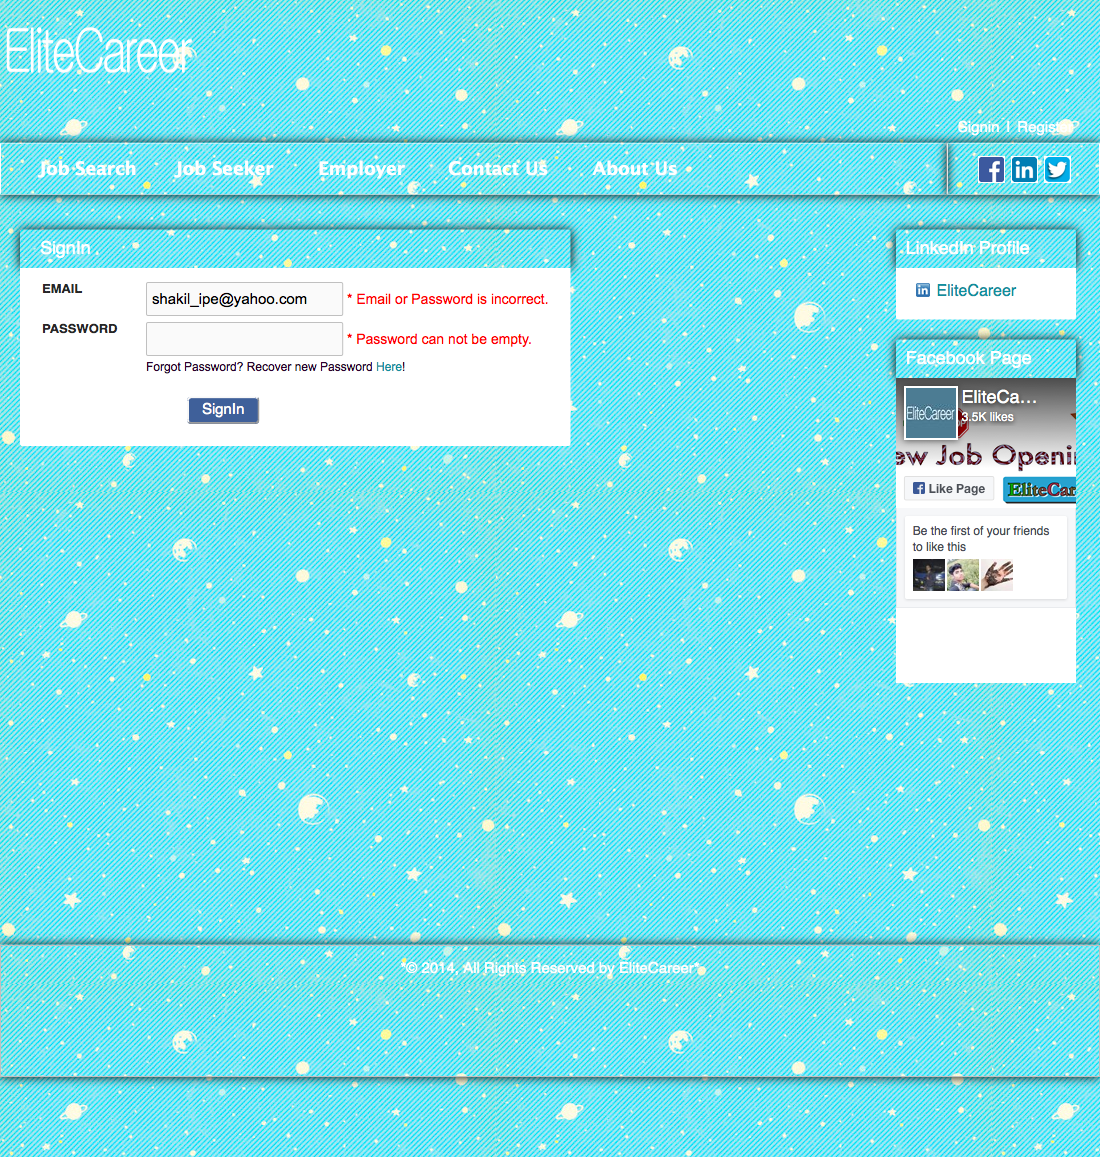 EliteCareer
Signin | Register
Job Search Job Seeker Employer Contact US About Us
SignIn
EMAIL
shakil_ipe@yahoo.com
* Email or Password is incorrect.
PASSWORD
* Password can not be empty.
Forgot Password? Recover new Password Here!
SignIn
LinkedIn Profile
EliteCareer
Facebook Page
EliteCareer
EliteCa...
3.5K likes
ew Job Openin
Like Page
EliteCar
Be the first of your friends
to like this
© 2014, All Rights Reserved by EliteCareer